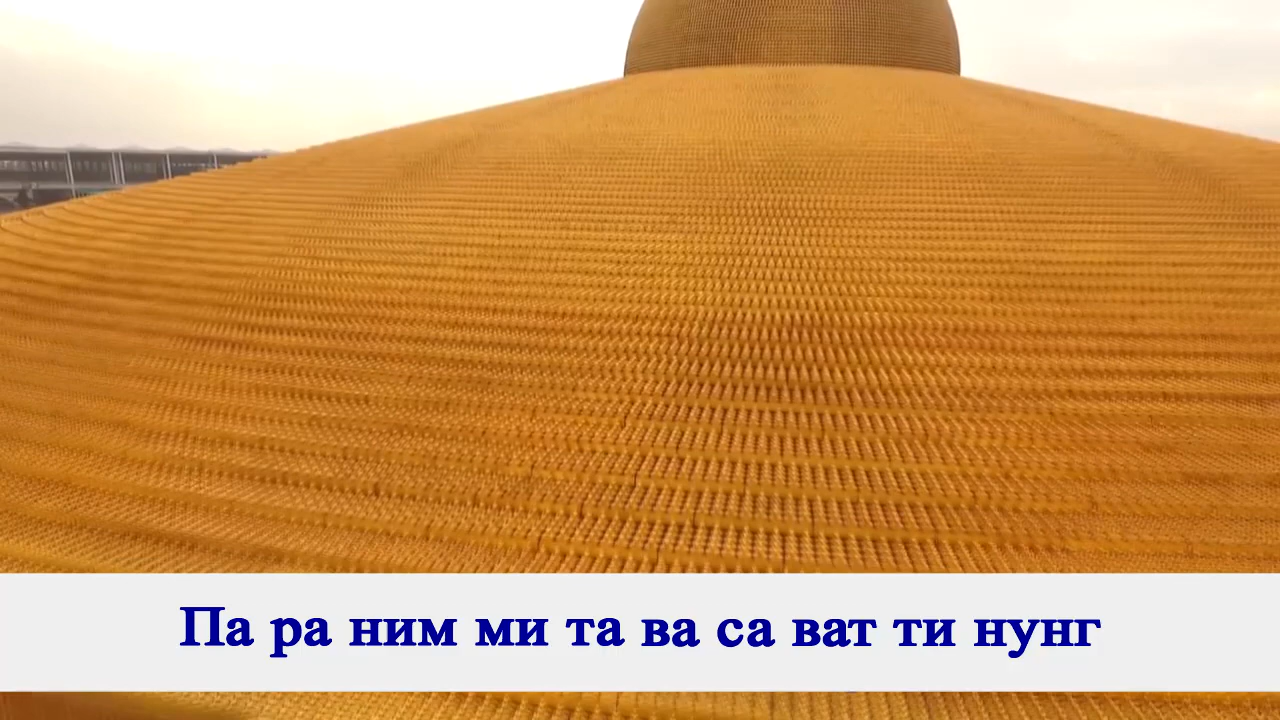 Па ра ним ми та ва са ват ти нунг